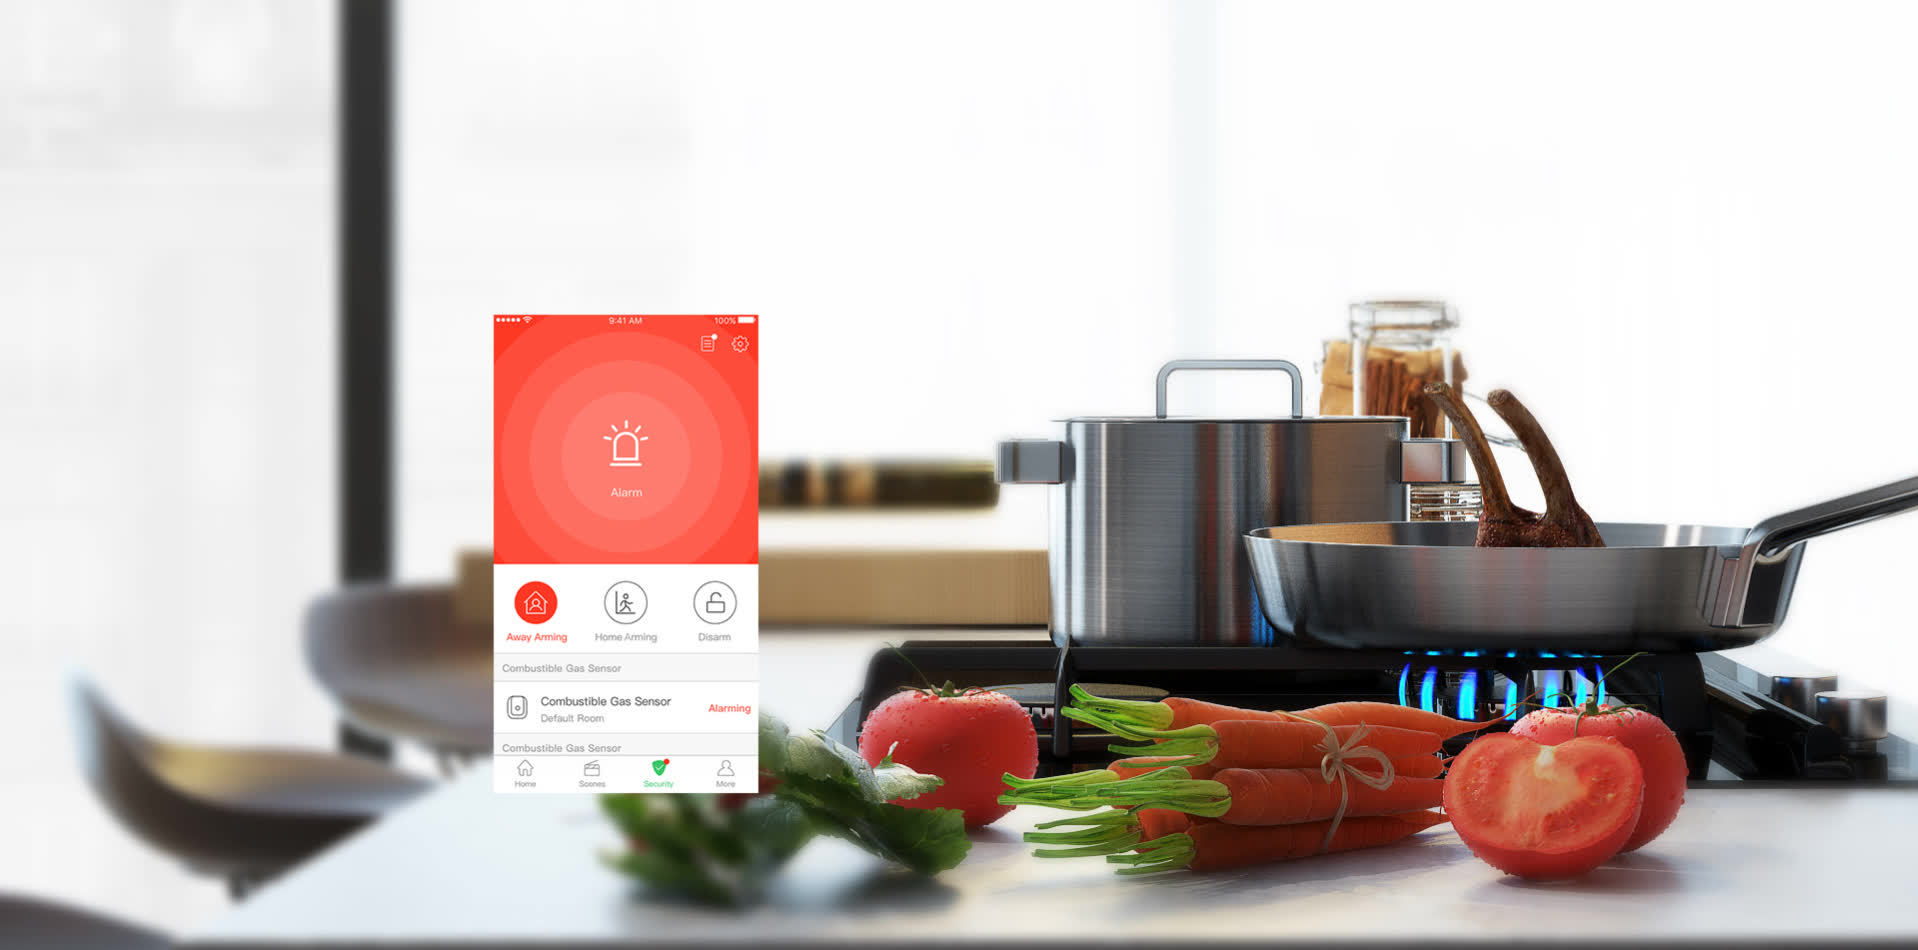 9:41 AM
100%
Alarm
Away Arming
Home Arming
Disarm
Combustible Gas Sensor
Combustible Gas Sensor
Default Room
Alarming
Combustible Gas Sensor
Home
Scenes
Security
More